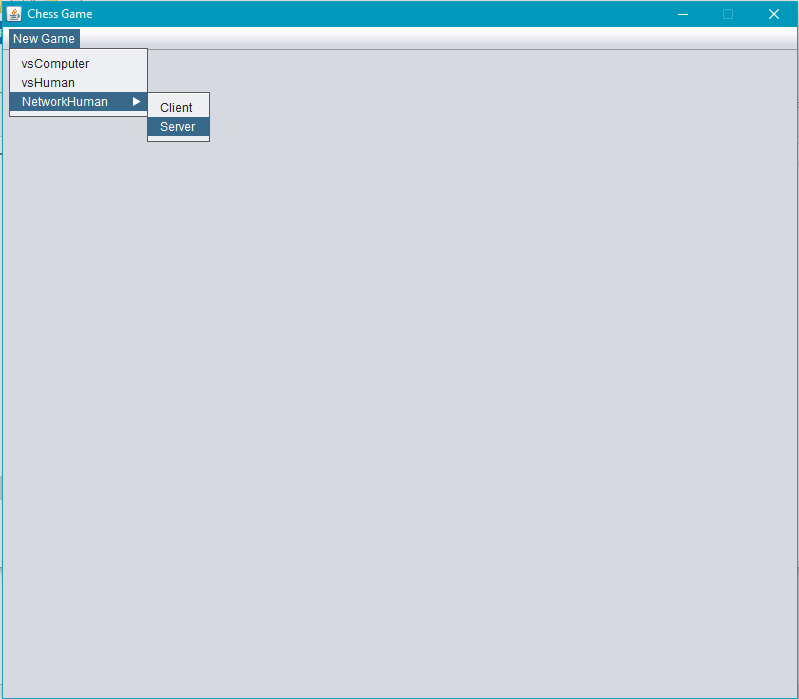 Chess Game
New Game
vsComputer
vsHuman
NetworkHuman
Client
Server